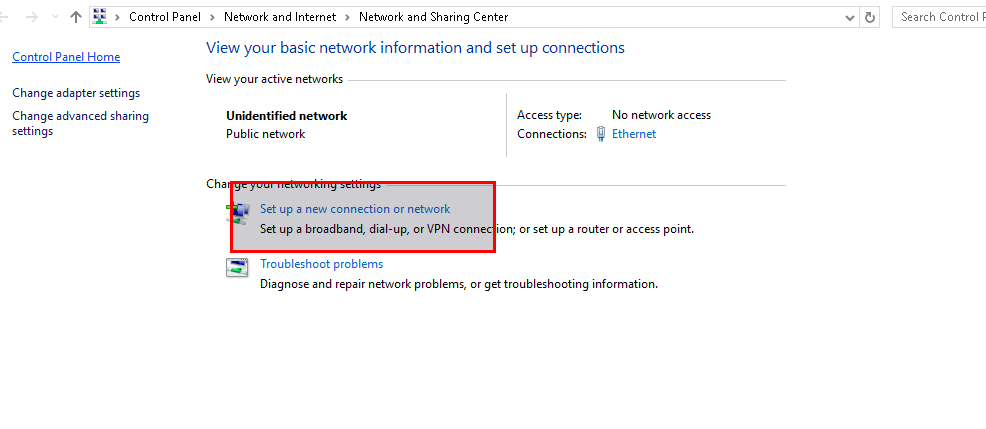 Control Panel > Network and Internet > Network and Sharing Center
Search Control P
Control Panel Home
Change adapter settings
Change advanced sharing
settings
View your basic network information and set up connections
View your active networks
Unidentified network
Public network
Access type: No network access
Connections: Ethernet
Change your networking settings
Set up a new connection or network
Set up a broadband, dial-up, or VPN connection; or set up a router or access point.
Troubleshoot problems
Diagnose and repair network problems, or get troubleshooting information.